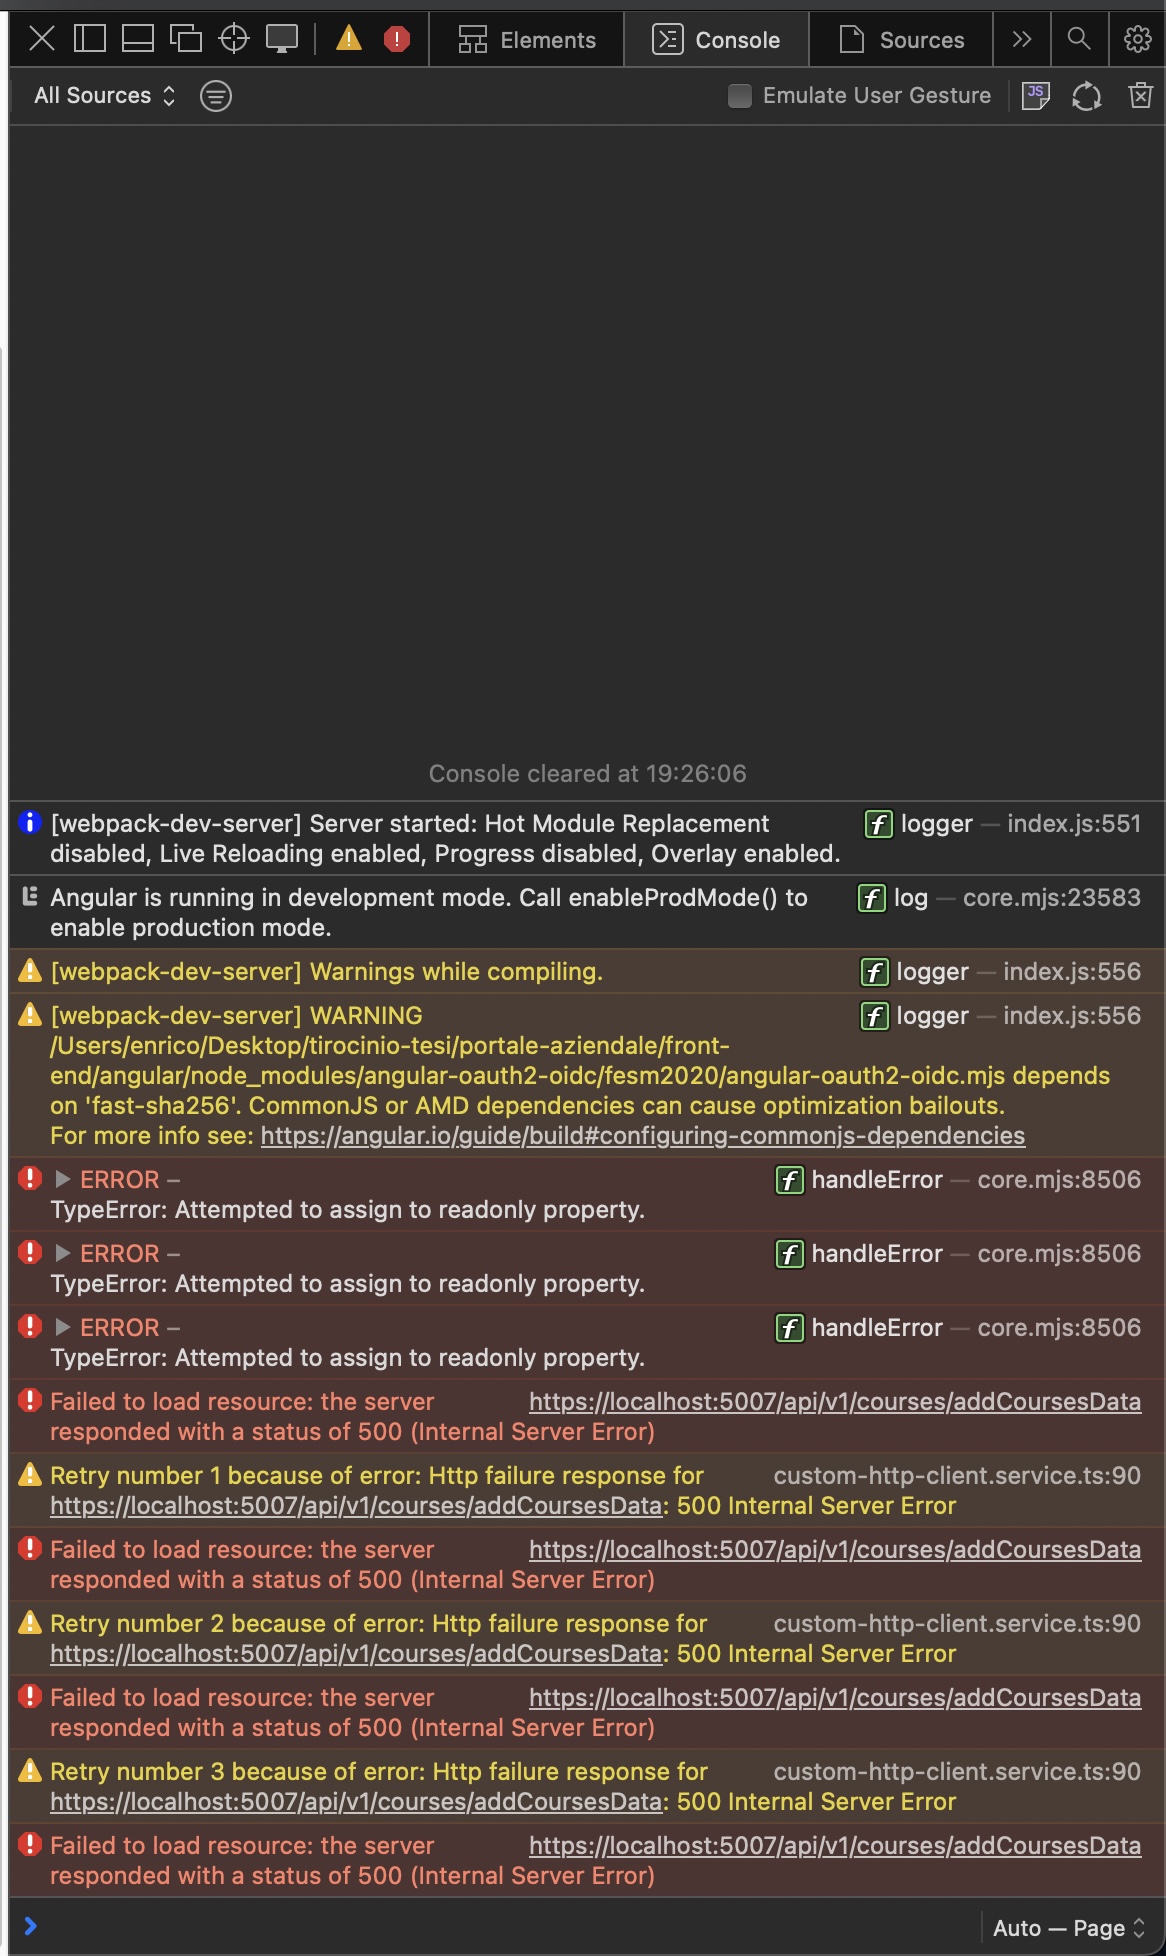 Elements
Console
Sources
All Sources
Emulate User Gesture
JS
Console cleared at 19:26:06
[webpack-dev-server] Server started: Hot Module Replacement
disabled, Live Reloading enabled, Progress disabled, Overlay enabled.
f logger — index.js:551
Angular is running in development mode. Call enableProdMode() to
enable production mode.
f log — core.mjs:23583
[webpack-dev-server] Warnings while compiling.
f logger — index.js:556
[webpack-dev-server] WARNING
f logger — index.js:556
/Users/enrico/Desktop/tirocinio-tesi/portale-aziendale/front-
end/angular/node_modules/angular-oauth2-oidc/fesm2020/angular-oauth2-oidc.mjs depends
on 'fast-sha256'. CommonJS or AMD dependencies can cause optimization bailouts.
For more info see: https://angular.io/guide/build#configuring-commonjs-dependencies
ERROR –
f handleError — core.mjs:8506
TypeError: Attempted to assign to readonly property.
ERROR –
f handleError — core.mjs:8506
TypeError: Attempted to assign to readonly property.
ERROR –
f handleError — core.mjs:8506
TypeError: Attempted to assign to readonly property.
Failed to load resource: the server
responded with a status of 500 (Internal Server Error)
https://localhost:5007/api/v1/courses/addCoursesData
Retry number 1 because of error: Http failure response for
https://localhost:5007/api/v1/courses/addCoursesData: 500 Internal Server Error
custom-http-client.service.ts:90
Failed to load resource: the server
responded with a status of 500 (Internal Server Error)
https://localhost:5007/api/v1/courses/addCoursesData
Retry number 2 because of error: Http failure response for
https://localhost:5007/api/v1/courses/addCoursesData: 500 Internal Server Error
custom-http-client.service.ts:90
Failed to load resource: the server
responded with a status of 500 (Internal Server Error)
https://localhost:5007/api/v1/courses/addCoursesData
Retry number 3 because of error: Http failure response for
https://localhost:5007/api/v1/courses/addCoursesData: 500 Internal Server Error
custom-http-client.service.ts:90
Failed to load resource: the server
responded with a status of 500 (Internal Server Error)
https://localhost:5007/api/v1/courses/addCoursesData
Auto — Page